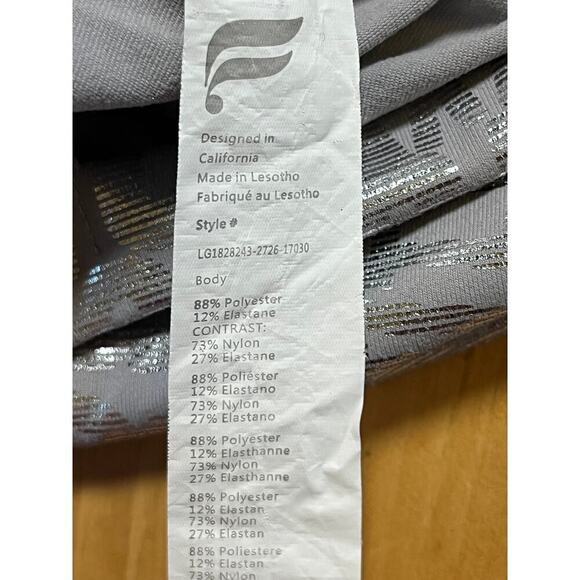 Designed in
California
Made in Lesotho
Fabriqué au Lesotho
Style #
LG1828243-2726-17030
Body
88% Polyester
12% Elastane
CONTRAST:
73% Nylon
27% Elastane
88% Poliéster
12% Elastano
73% Nylon
27% Elastano
88% Polyester
12% Elasthanne
73% Nylon
27% Elasthanne
88% Polyester
12% Elastan
73% Nylon
27% Elastan
88% Poliestere
12% Elastan
73% Nylon